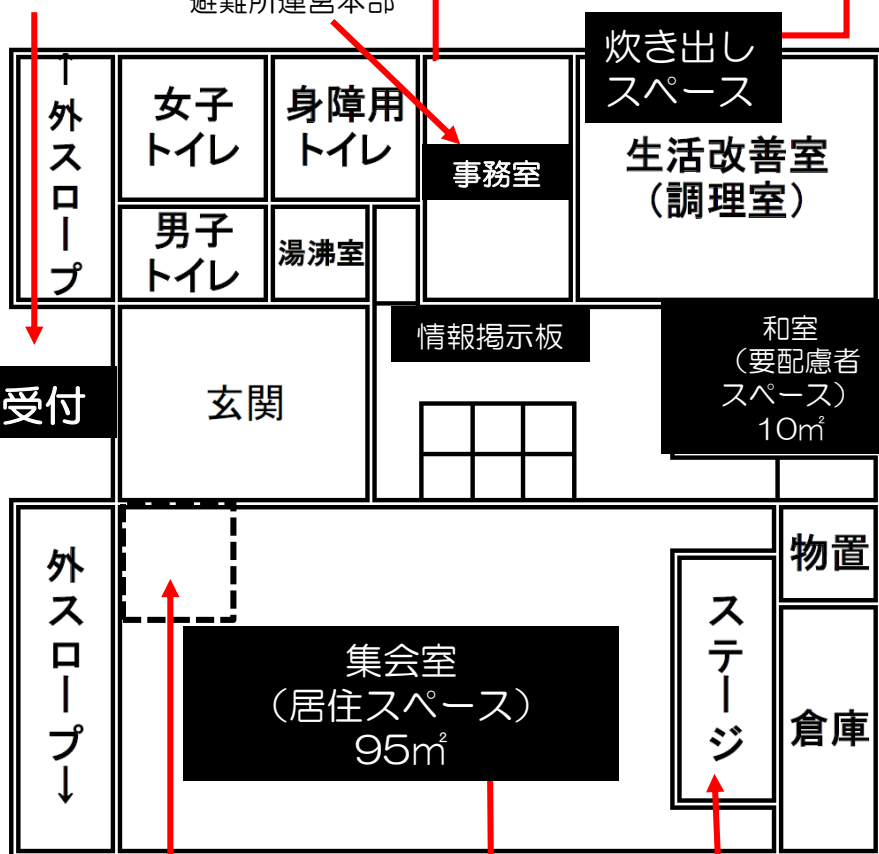 避難所運営本部
炊き出し
スペース
↑外スロープ
女子
トイレ
身障用
トイレ
事務室
生活改善室
（調理室）
男子
トイレ
湯沸室
情報掲示板
和室
（要配慮者
スペース）
10㎡
受付
玄関
外スロープ↓
物置
ステージ
集会室
（居住スペース）
95㎡
倉庫